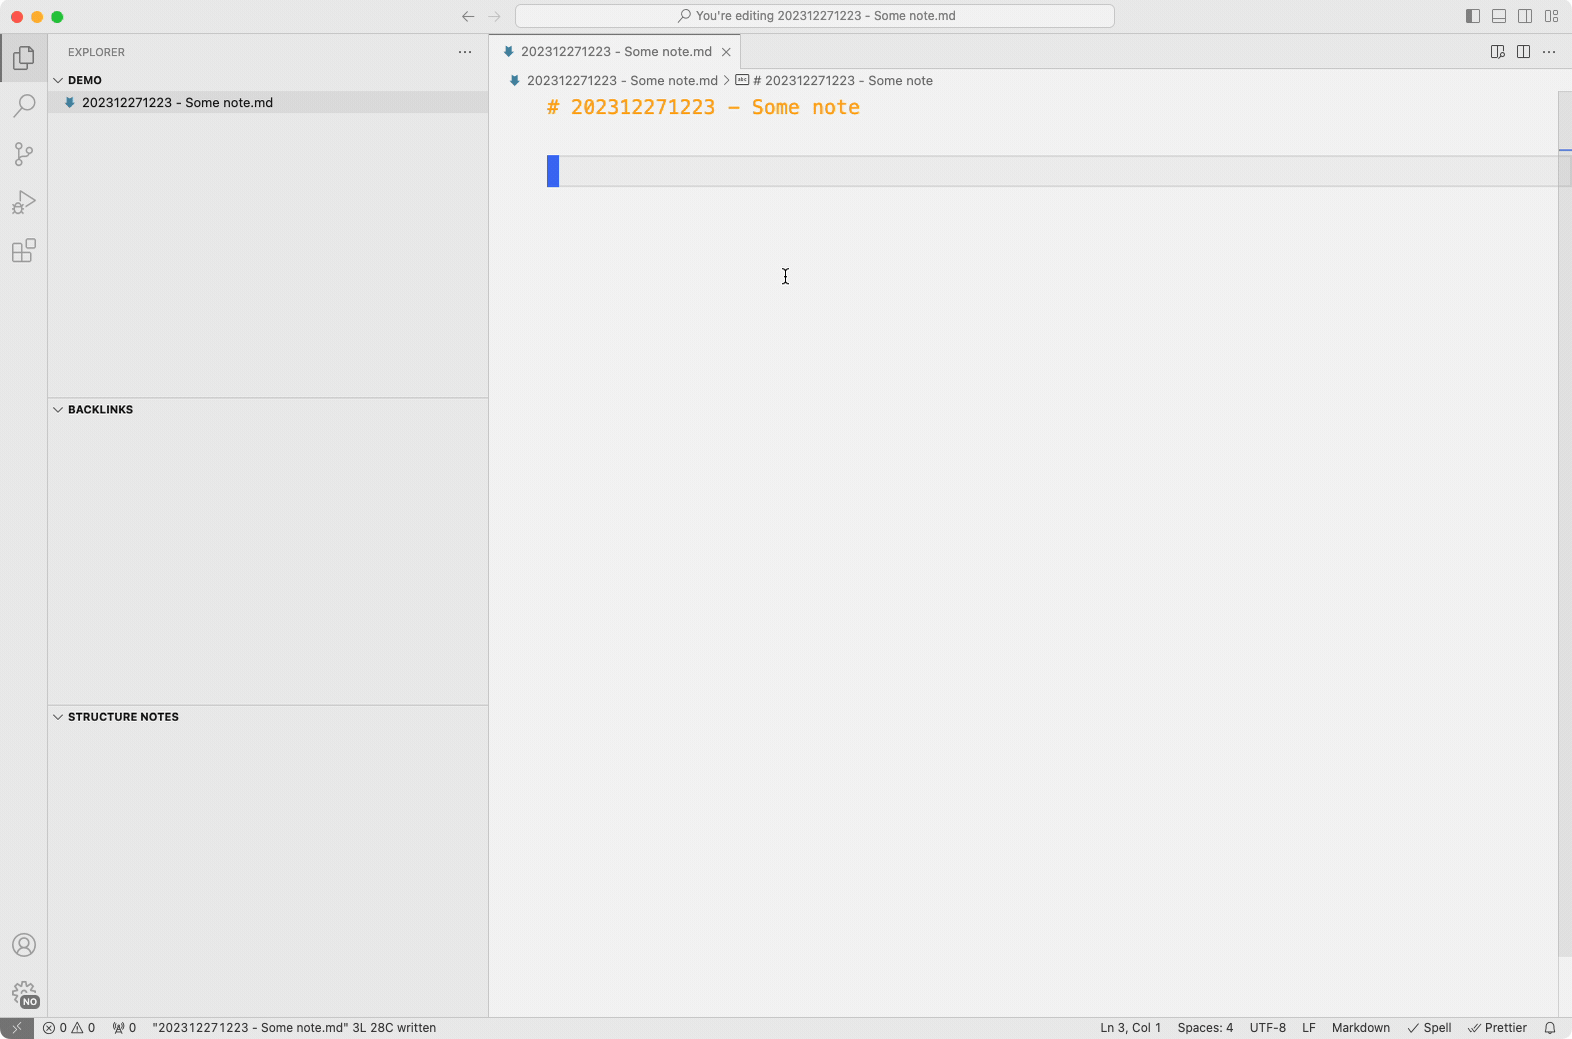 You're editing 202312271223 - Some note.md
EXPLORER
DEMO
202312271223 - Some note.md
BACKLINKS
STRUCTURE NOTES
202312271223 - Some note.md
202312271223 - Some note.md > abc # 202312271223 - Some note
# 202312271223 - Some note
NO
0 0 0 "202312271223 - Some note.md" 3L 28C written Ln 3, Col 1 Spaces: 4 UTF-8 LF Markdown Spell Prettier